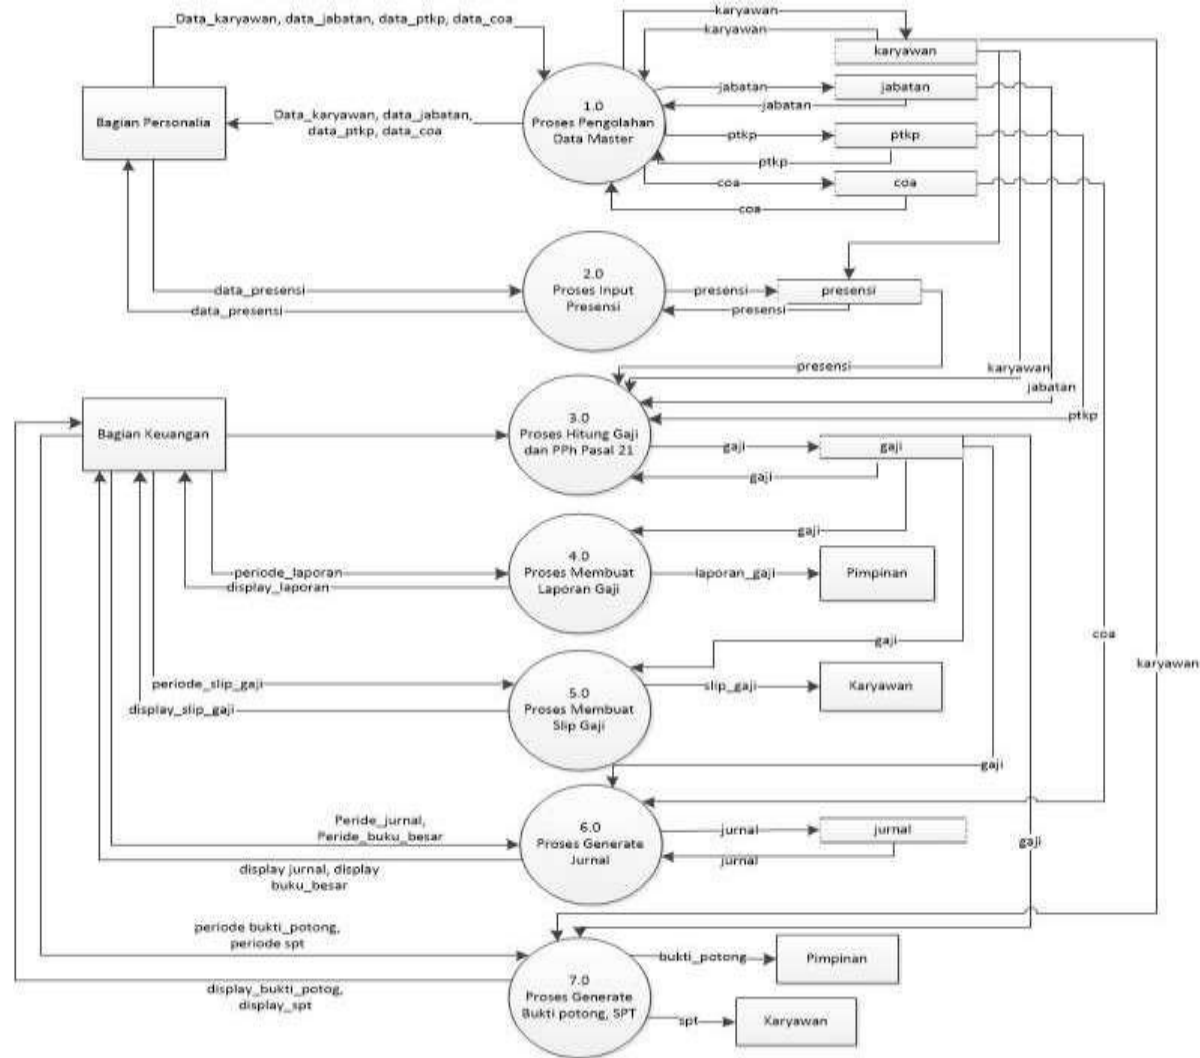 Data_karyawan, data_jabatan, data_ptkp, data_coa
karyawan
karyawan
karyawan
jabatan
jabatan
jabatan
Bagian Personalia
Data_karyawan, data_jabatan,
data_ptkp, data_coa
1.0
Proses Pengolahan
Data Master
ptkp
ptkp
ptkp
coa
coa
coa
data_presensi
data_presensi
2.0
Proses Input
Presensi
presensi
presensi
presensi
presensi
karyawan
jabatan
ptkp
Bagian Keuangan
3.0
Proses Hitung Gaji
dan PPh Pasal 21
gaji
gaji
gaji
gaji
periode_laporan
display_laporan
4.0
Proses Membuat
Laporan Gaji
laporan_gaji
Pimpinan
gaji
coa
karyawan
periode_slip_gaji
display_slip_gaji
5.0
Proses Membuat
Slip Gaji
slip_gaji
Karyawan
gaji
Peride_jurnal,
Peride_buku_besar
display jurnal, display
buku_besar
6.0
Proses Generate
Jurnal
jurnal
jurnal
jurnal
gaji
periode bukti_potong,
periode spt
display_bukti_potog,
display_spt
7.0
Proses Generate
Bukti potong, SPT
bukti_potong
Pimpinan
spt
Karyawan